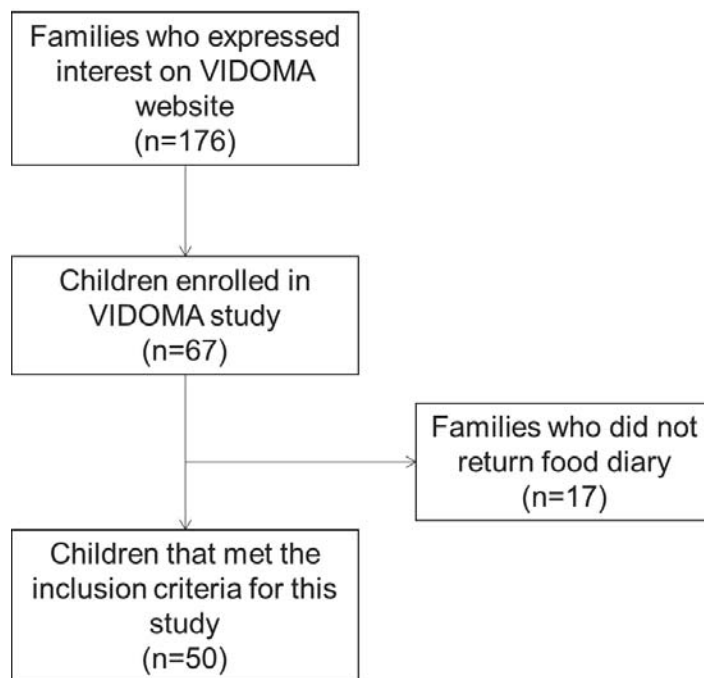 Families who expressed
interest on VIDOMA
website
(n=176)
Children enrolled in
VIDOMA study
(n=67)
Families who did not
return food diary
(n=17)
Children that met the
inclusion criteria for this
study
(n=50)